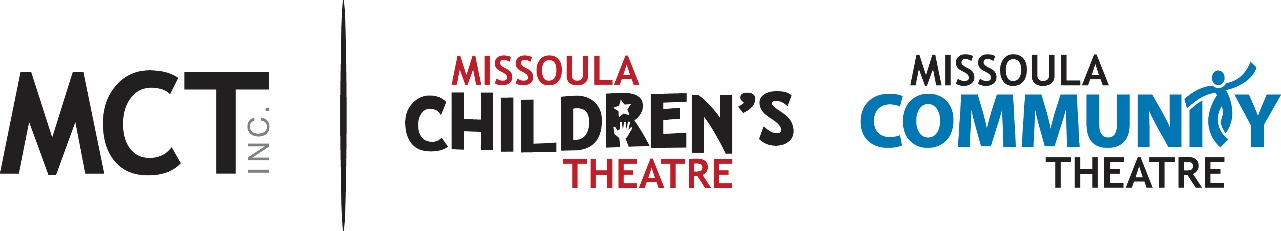 MCT
INC.
MISSOULA
CHILDREN'S
THEATRE
MISSOULA
COMMUNITY
THEATRE